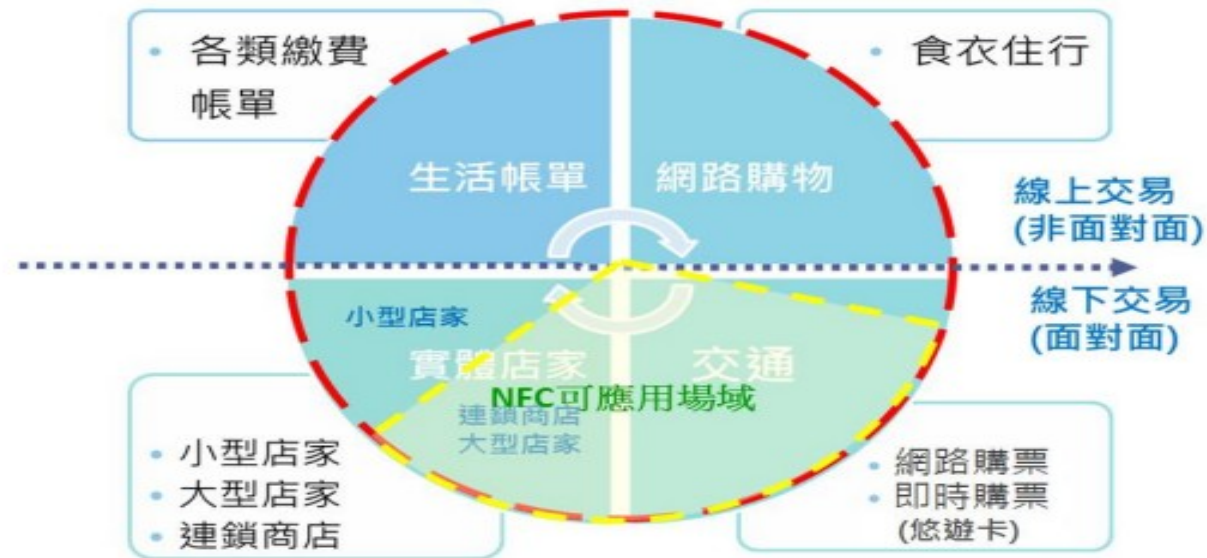 • 各類繳費
帳單
• 食衣住行
生活帳單
網路購物
線上交易
(非面對面)
線下交易
(面對面)
小型店家
實體店家
交通
NFC可應用場域
連鎖商店
大型店家
• 小型店家
• 大型店家
• 連鎖商店
• 網路購票
• 即時購票
(悠遊卡)